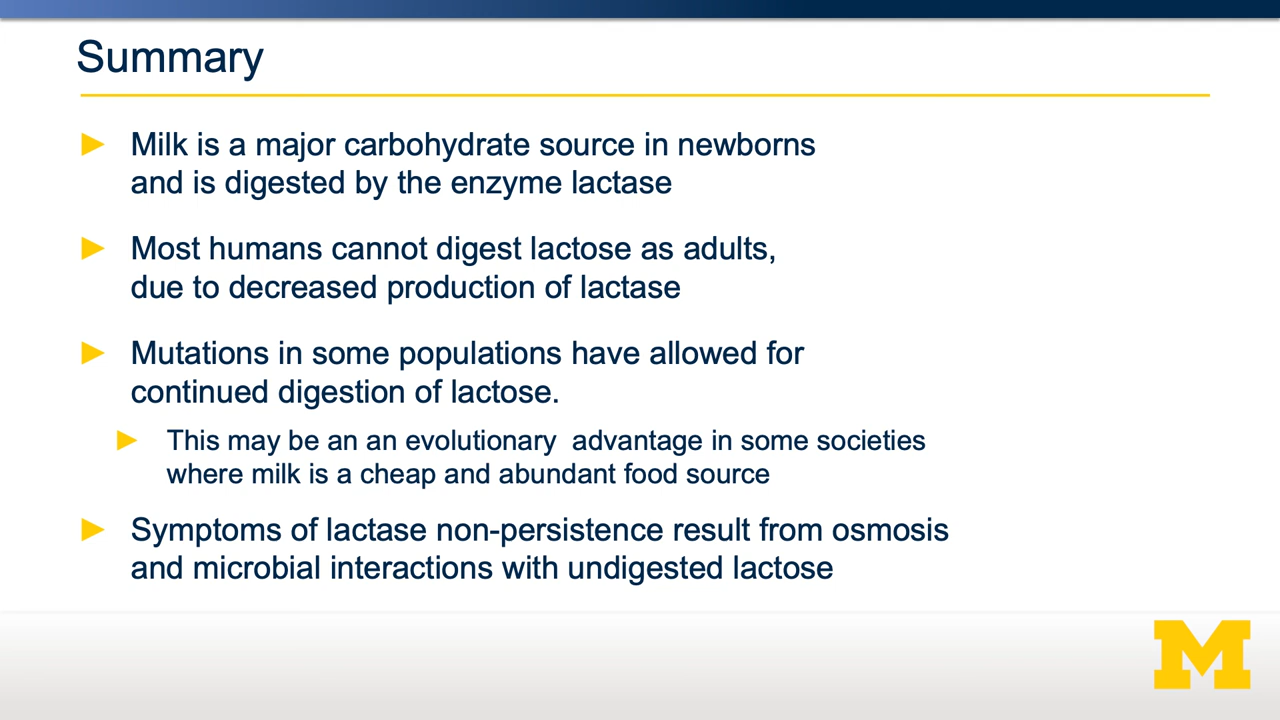 Summary
► Milk is a major carbohydrate source in newborns
and is digested by the enzyme lactase
► Most humans cannot digest lactose as adults,
due to decreased production of lactase
► Mutations in some populations have allowed for
continued digestion of lactose.
► This may be an an evolutionary  advantage in some societies
where milk is a cheap and abundant food source
► Symptoms of lactase non-persistence result from osmosis
and microbial interactions with undigested lactose
M